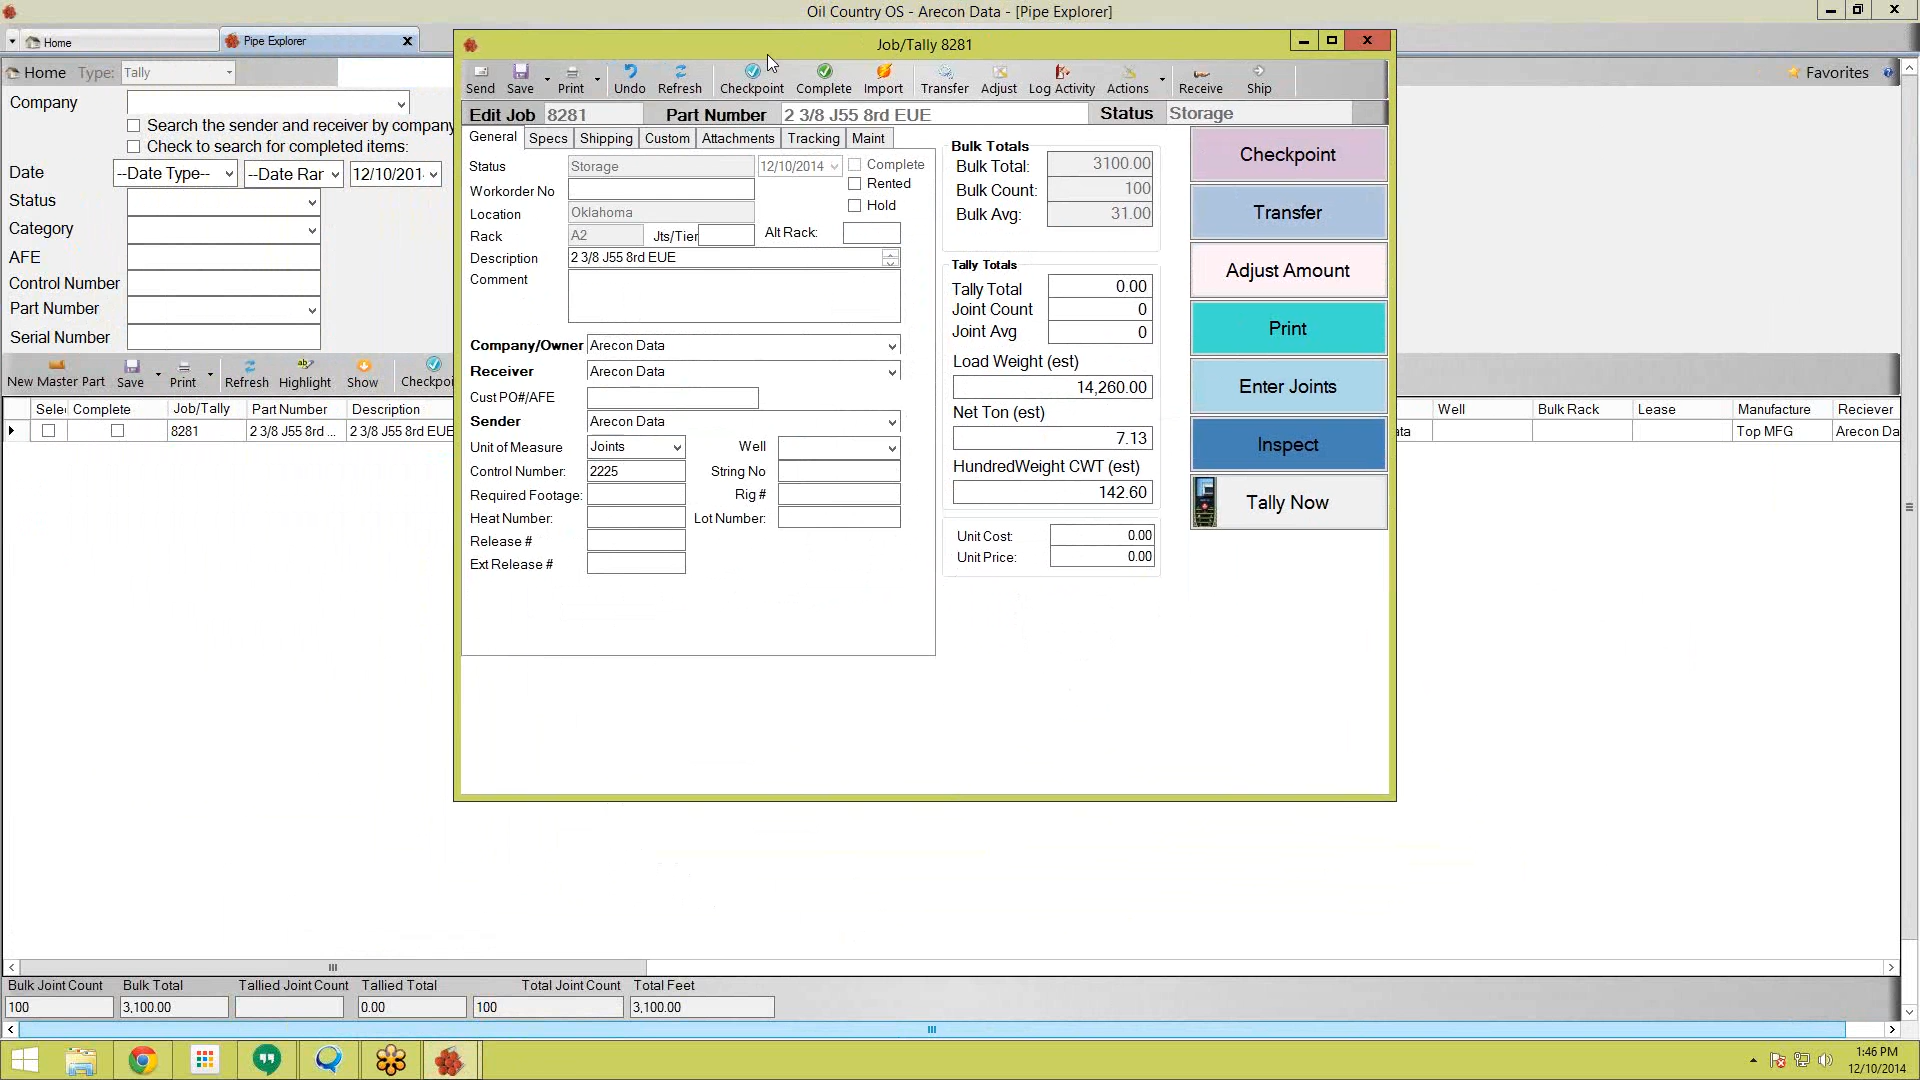 Oil Country OS - Arecon Data - [Pipe Explorer]
Home
Pipe Explorer
Home Type: Tally
Favorites
Company
Search the sender and receiver by company
Check to search for completed items:
Date --Date Type-- --Date Rar 12/10/201
Status
Category
AFE
Control Number
Part Number
Serial Number
New Master Part Save Print Refresh Highlight Show Checkpoi
Sele Complete Job/Tally Part Number Description Well Bulk Rack Lease Manufacture Reciever
8281 2 3/8 J55 8rd ... 2 3/8 J55 8rd EUE ata Top MFG Arecon Da
Job/Tally 8281
Send Save Print Undo Refresh Checkpoint Complete Import Transfer Adjust Log Activity Actions Receive Ship
Edit Job 8281 Part Number 2 3/8 J55 8rd EUE Status Storage
General Specs Shipping Custom Attachments Tracking Maint
Status Storage 12/10/2014 Complete
Workorder No Rented
Location Oklahoma Hold
Rack A2 Jts/Tier Alt Rack:
Description 2 3/8 J55 8rd EUE
Comment
Company/Owner Arecon Data
Receiver Arecon Data
Cust PO#/AFE
Sender Arecon Data
Unit of Measure Joints Well
Control Number: 2225 String No
Required Footage: Rig #
Heat Number: Lot Number:
Release #
Ext Release #
Bulk Totals
Bulk Total: 3100.00
Bulk Count: 100
Bulk Avg: 31.00
Tally Totals
Tally Total 0.00
Joint Count 0
Joint Avg 0
Load Weight (est)
14,260.00
Net Ton (est)
7.13
HundredWeight CWT (est)
142.60
Unit Cost: 0.00
Unit Price: 0.00
Checkpoint
Transfer
Adjust Amount
Print
Enter Joints
Inspect
Tally Now
Bulk Joint Count Bulk Total Tallied Joint Count Tallied Total Total Joint Count Total Feet
100 3,100.00 0.00 100 3,100.00
1:46 PM
12/10/2014